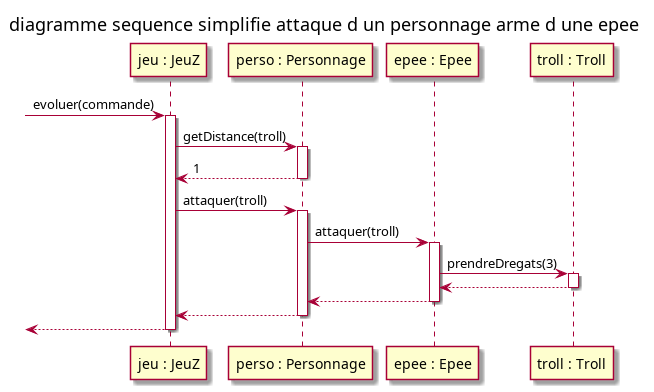 diagramme sequence simplifie attaque d un personnage arme d une epee
jeu : JeuZ perso : Personnage epee : Epee troll : Troll
evoluer(commande)
getDistance(troll)
1
attaquer(troll)
attaquer(troll)
prendreDregats(3)
jeu : JeuZ perso : Personnage epee : Epee troll : Troll